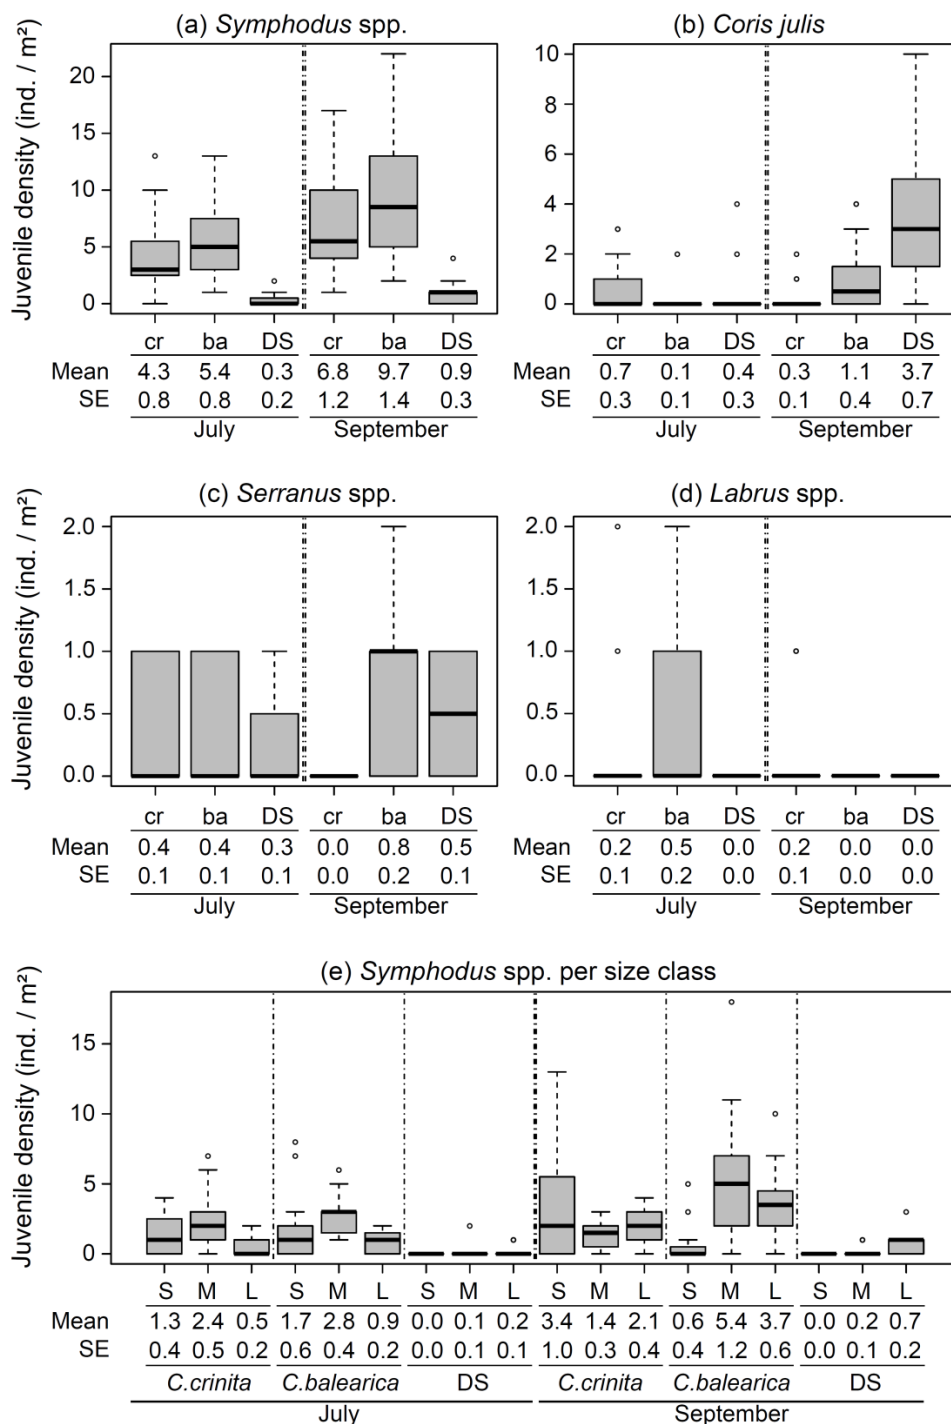 (a) Symphodus spp.
Juvenile density (ind. / m²)
20
15
10
5
0
cr ba DS cr ba DS
Mean 4.3 5.4 0.3 6.8 9.7 0.9
SE 0.8 0.8 0.2 1.2 1.4 0.3
July September
(b) Coris julis
10
8
6
4
2
0
cr ba DS cr ba DS
Mean 0.7 0.1 0.4 0.3 1.1 3.7
SE 0.3 0.1 0.3 0.1 0.4 0.7
July September
(c) Serranus spp.
Juvenile density (ind. / m²)
2.0
1.5
1.0
0.5
0.0
cr ba DS cr ba DS
Mean 0.4 0.4 0.3 0.0 0.8 0.5
SE 0.1 0.1 0.1 0.0 0.2 0.1
July September
(d) Labrus spp.
2.0
1.5
1.0
0.5
0.0
cr ba DS cr ba DS
Mean 0.2 0.5 0.0 0.2 0.0 0.0
SE 0.1 0.2 0.0 0.1 0.0 0.0
July September
(e) Symphodus spp. per size class
Juvenile density (ind. / m²)
15
10
5
0
S M L S M L S M L S M L S M L S M L
Mean 1.3 2.4 0.5 1.7 2.8 0.9 0.0 0.1 0.2 3.4 1.4 2.1 0.6 5.4 3.7 0.0 0.2 0.7
SE 0.4 0.5 0.2 0.6 0.4 0.2 0.0 0.1 0.1 1.0 0.3 0.4 0.4 1.2 0.6 0.0 0.1 0.2
C.crinita C.balearica DS C.crinita C.balearica DS
July September